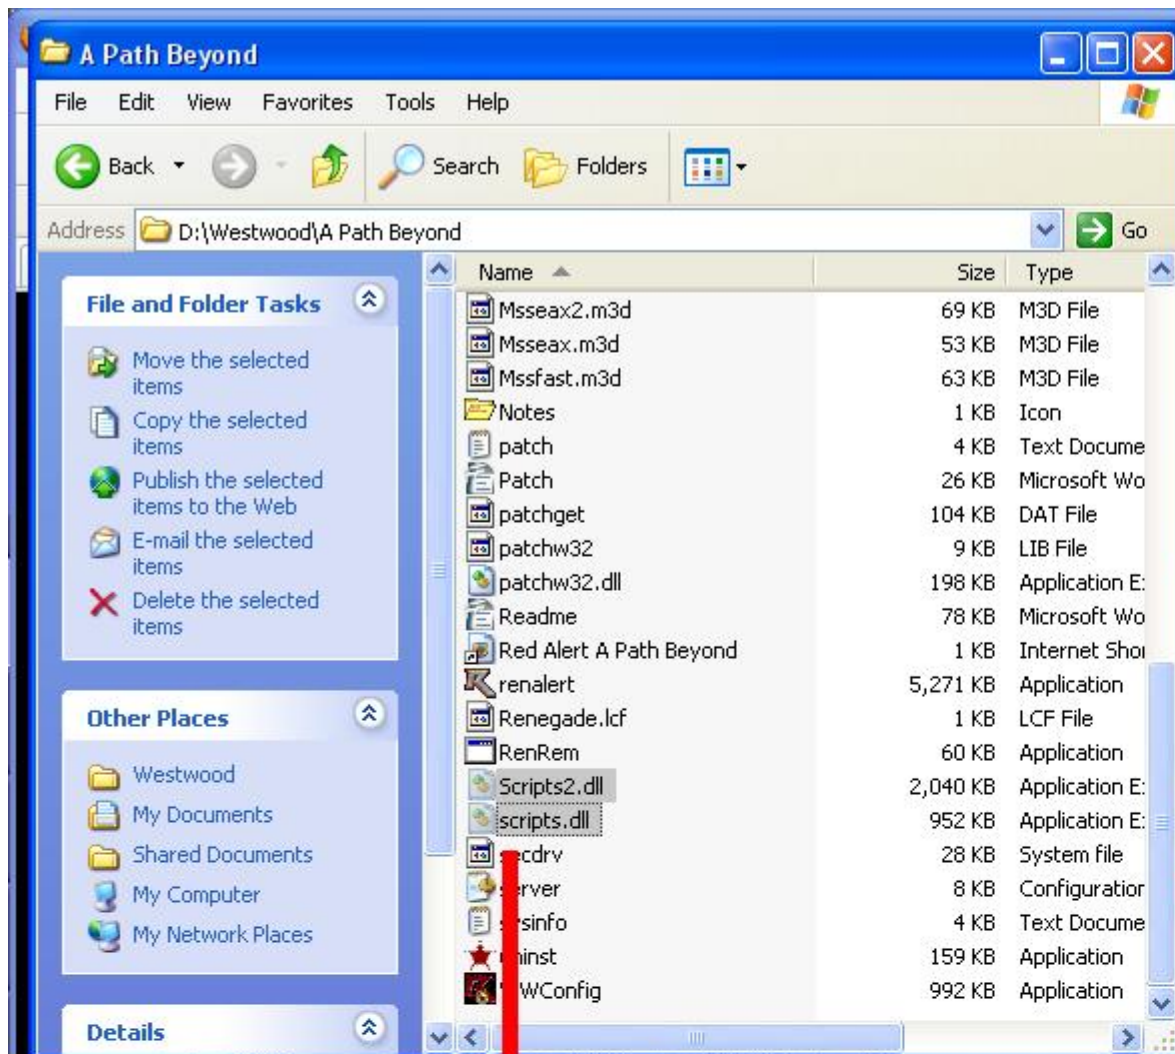 A Path Beyond
File Edit View Favorites Tools Help
Back Search Folders
Address D:\Westwood\A Path Beyond Go
File and Folder Tasks
Move the selected
items
Copy the selected
items
Publish the selected
items to the Web
E-mail the selected
items
Delete the selected
items
Other Places
Westwood
My Documents
Shared Documents
My Computer
My Network Places
Details
Name Size Type
Msseax2.m3d 69 KB M3D File
Msseax.m3d 53 KB M3D File
Mssfast.m3d 63 KB M3D File
Notes 1 KB Icon
patch 4 KB Text Docume
Patch 26 KB Microsoft Wo
patchget 104 KB DAT File
patchw32 9 KB LIB File
patchw32.dll 198 KB Application E
Readme 78 KB Microsoft Wo
Red Alert A Path Beyond 1 KB Internet Shor
renalert 5,271 KB Application
Renegade.lcf 1 KB LCF File
RenRem 60 KB Application
Scripts2.dll 2,040 KB Application E
scripts.dll 952 KB Application E
28 KB System file
8 KB Configuration
4 KB Text Docume
159 KB Application
992 KB Application